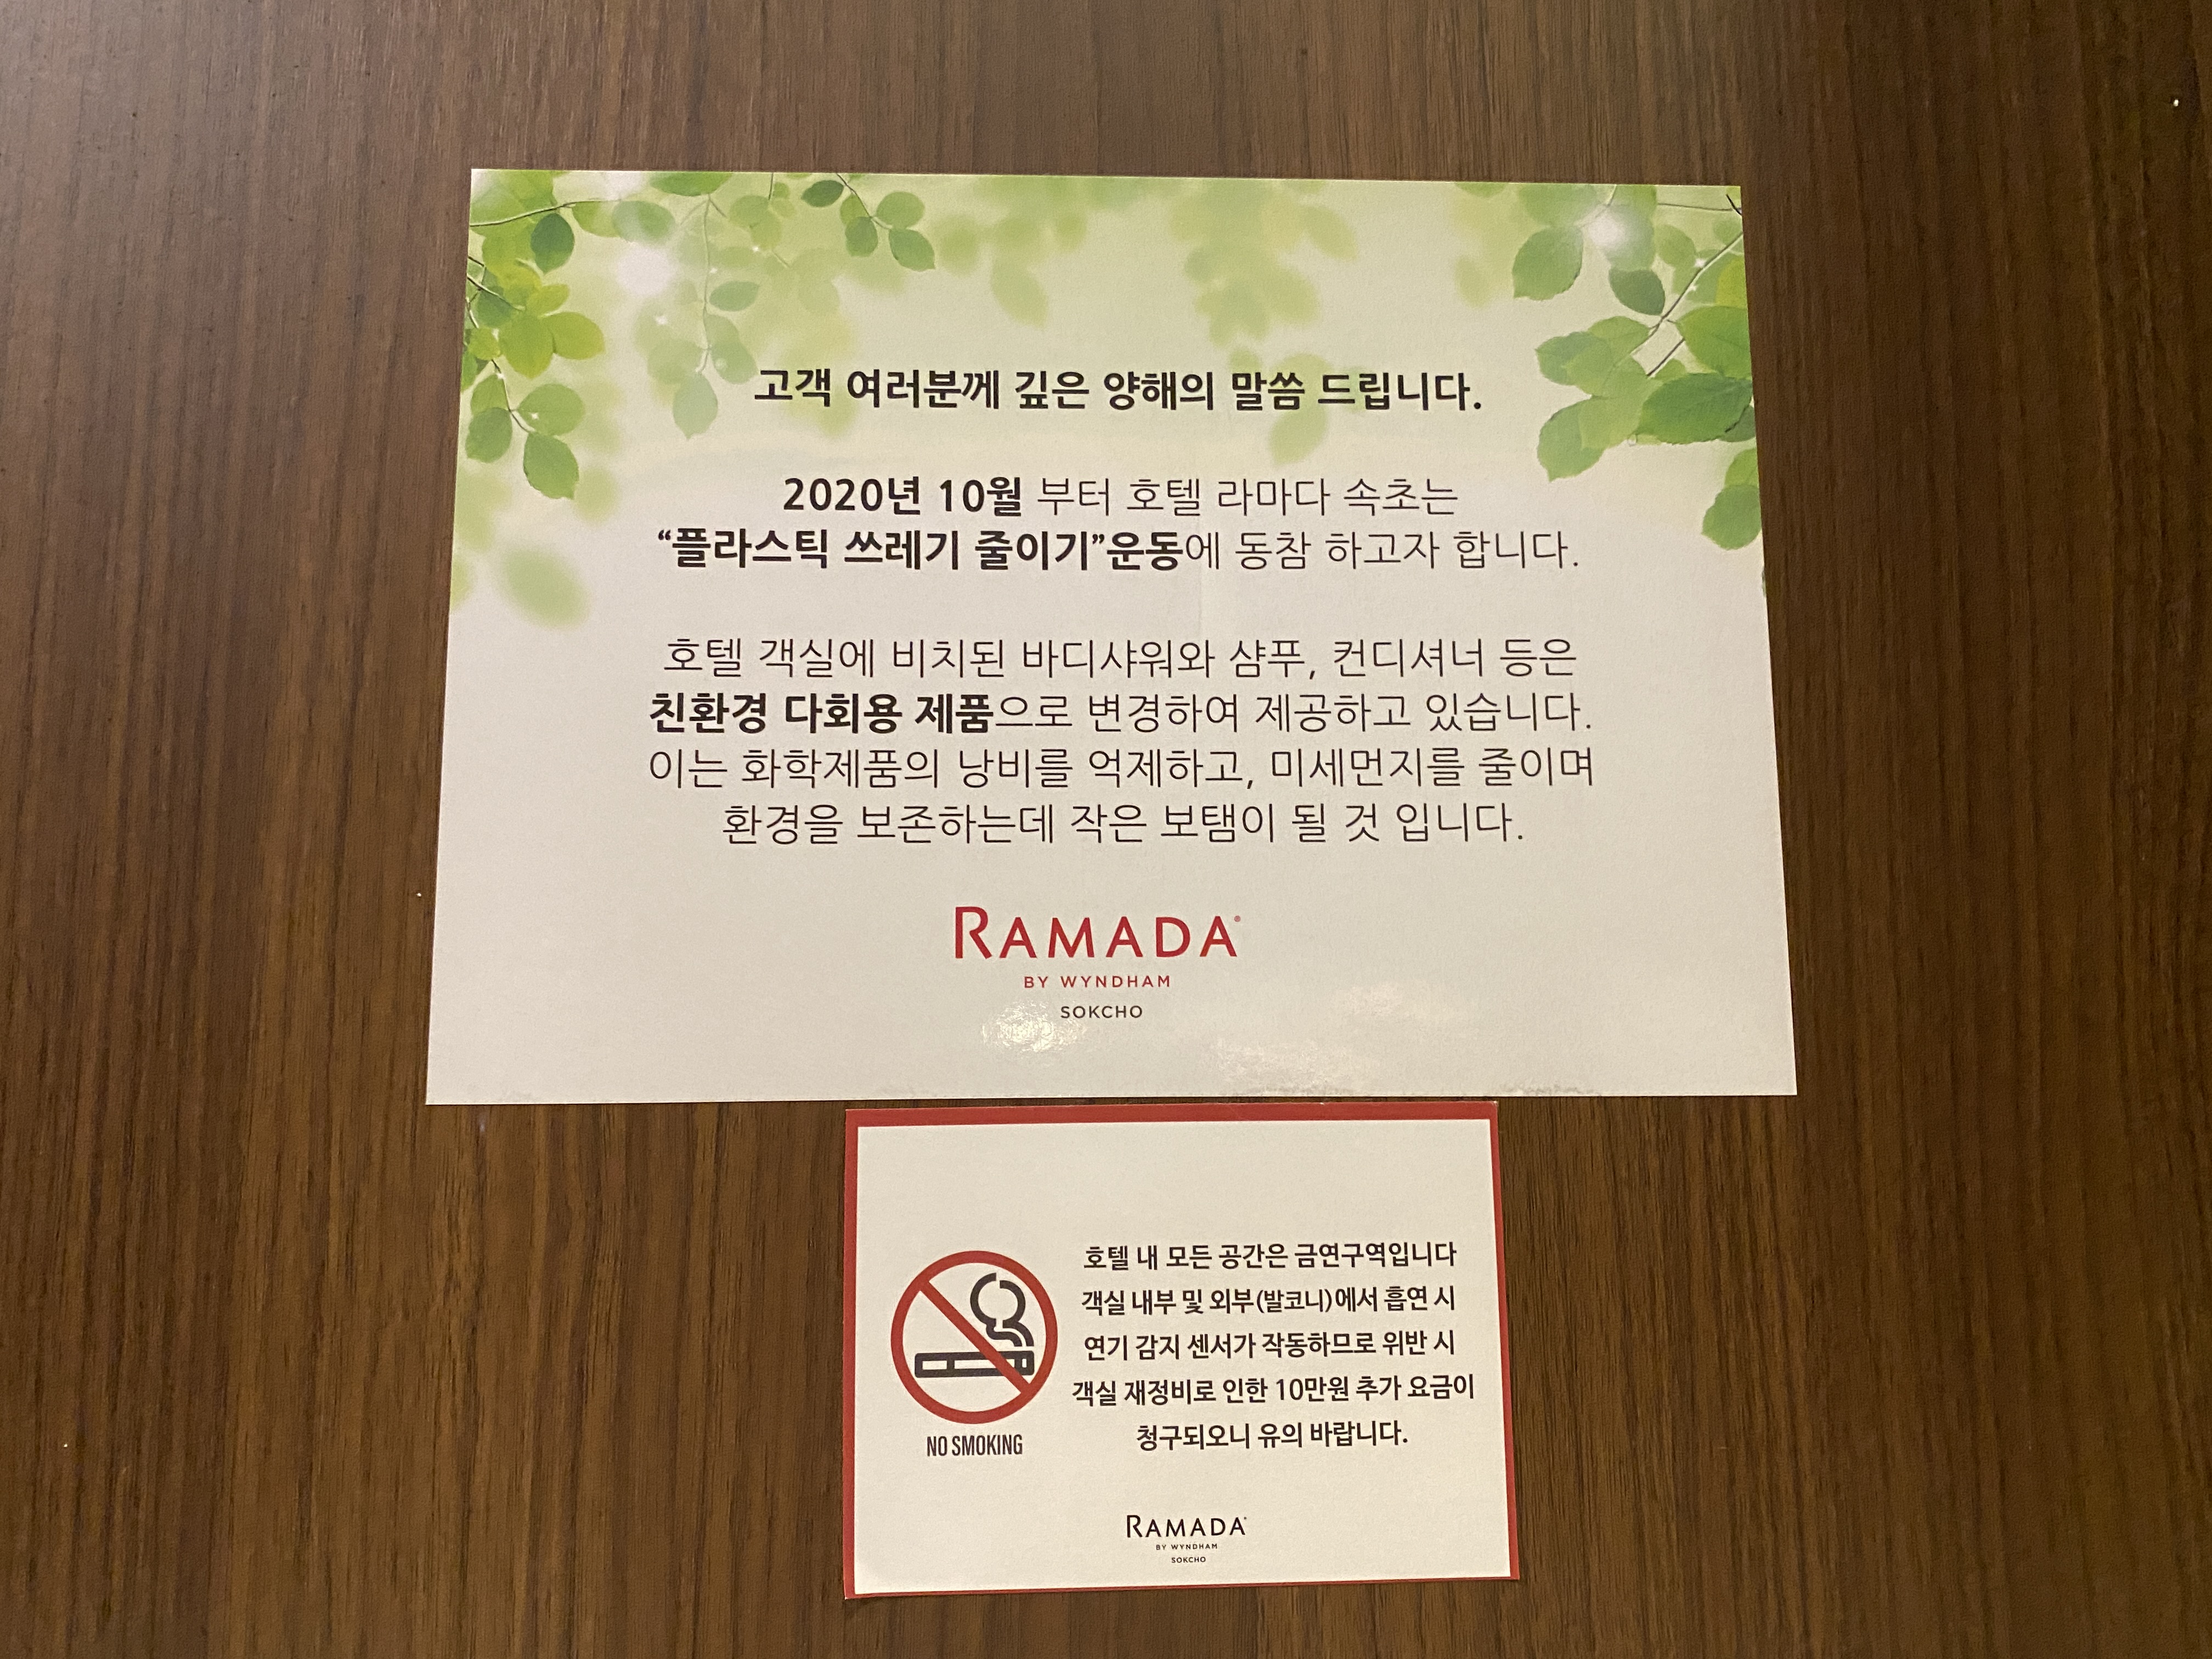 고객 여러분께 깊은 양해의 말씀 드립니다.
2020년 10월 부터 호텔 라마다 속초는
“플라스틱 쓰레기 줄이기”운동에 동참 하고자 합니다.
호텔 객실에 비치된 바디샤워와 샴푸, 컨디셔너 등은
친환경 다회용 제품으로 변경하여 제공하고 있습니다.
이는 화학제품의 낭비를 억제하고, 미세먼지를 줄이며
환경을 보존하는데 작은 보탬이 될 것 입니다.
RAMADA®
BY WYNDHAM
SOKCHO
호텔 내 모든 공간은 금연구역입니다
객실 내부 및 외부(발코니)에서 흡연 시
연기 감지 센서가 작동하므로 위반 시
객실 재정비로 인한 10만원 추가 요금이
청구되오니 유의 바랍니다.
NO SMOKING
RAMADA®
BY WYNDHAM
SOKCHO